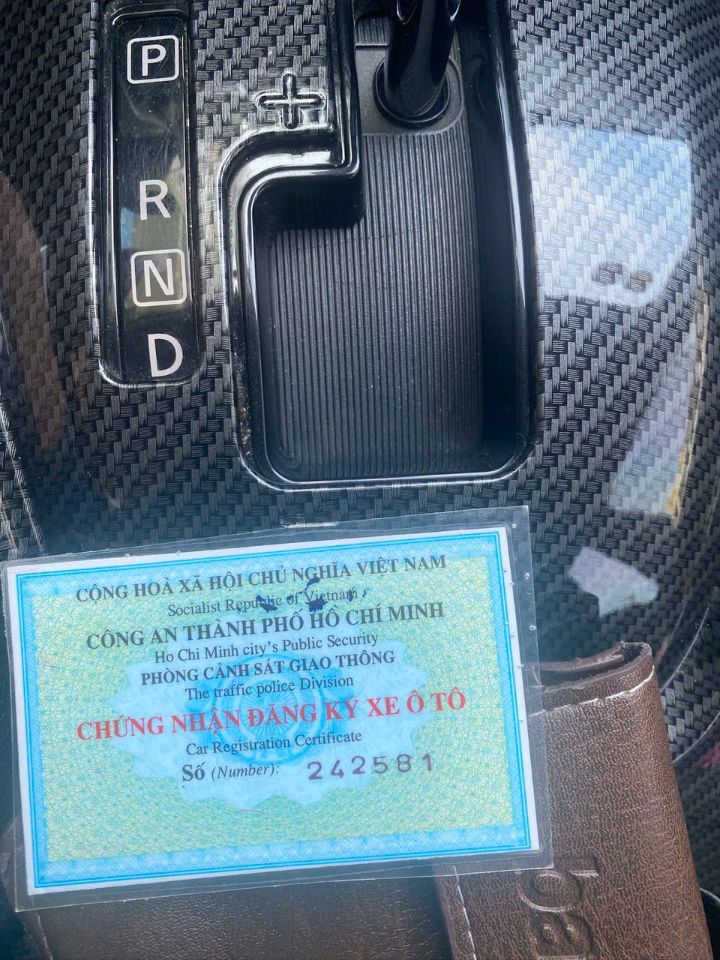 P
+
R
N
D
CỘNG HOÀ XÃ HỘI CHỦ NGHĨA VIỆT NAM
Socialist Republic of Vietnam
CÔNG AN THÀNH PHỐ HỒ CHÍ MINH
Ho Chi Minh city's Public Security
PHÒNG CẢNH SÁT GIAO THÔNG
The traffic police Division
CHỨNG NHẬN ĐĂNG KÝ XE Ô TÔ
Car Registration Certificate
Số (Number): 242581